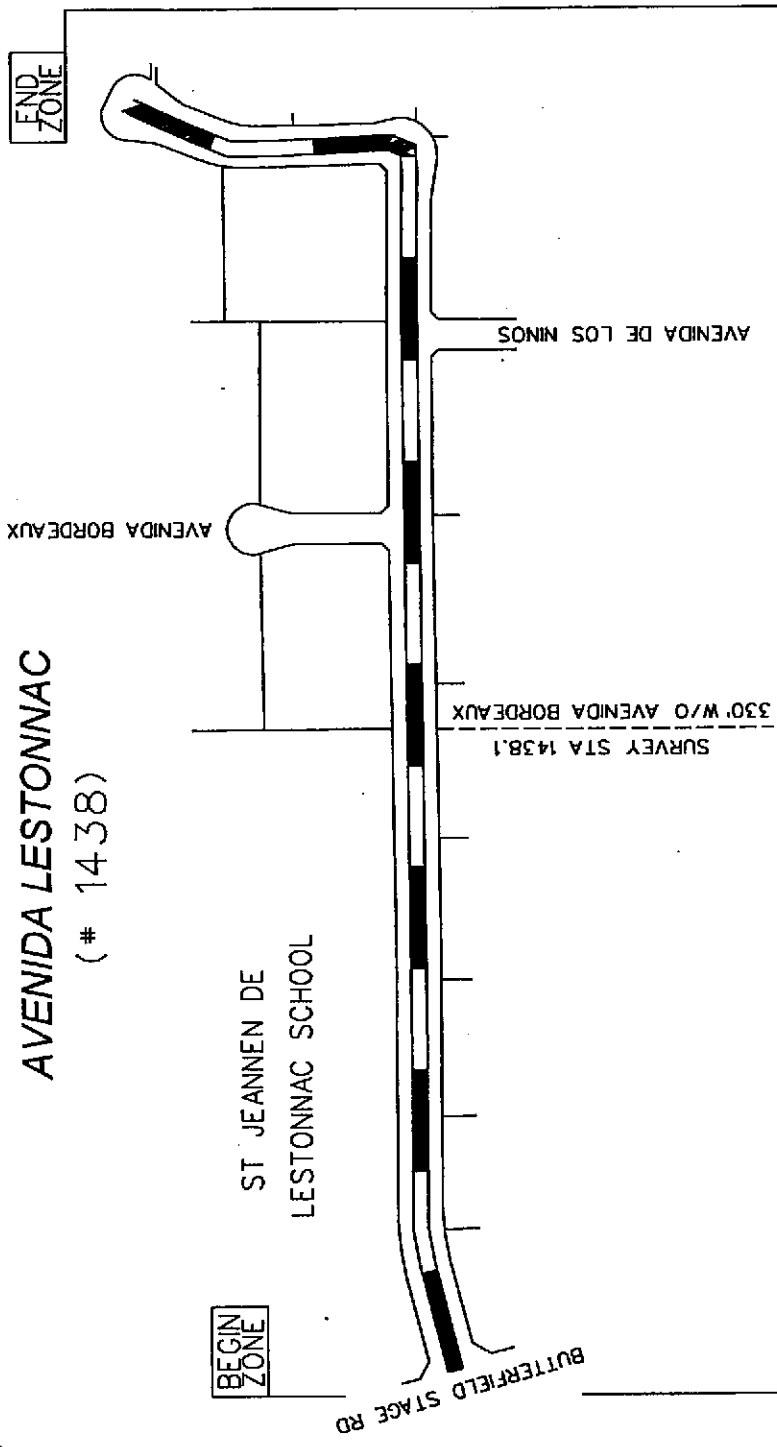 AVENIDA LESTONNAC
(# 1438)
END
ZONE
AVENIDA BORDEAUX
ST JEANNEN DE
LESTONNAC SCHOOL
BEGIN
ZONE
BUTTERFIELD STAGE RD
SURVEY STA 1438.1
330' W/O AVENIDA BORDEAUX
AVENIDA DE LOS NINOS